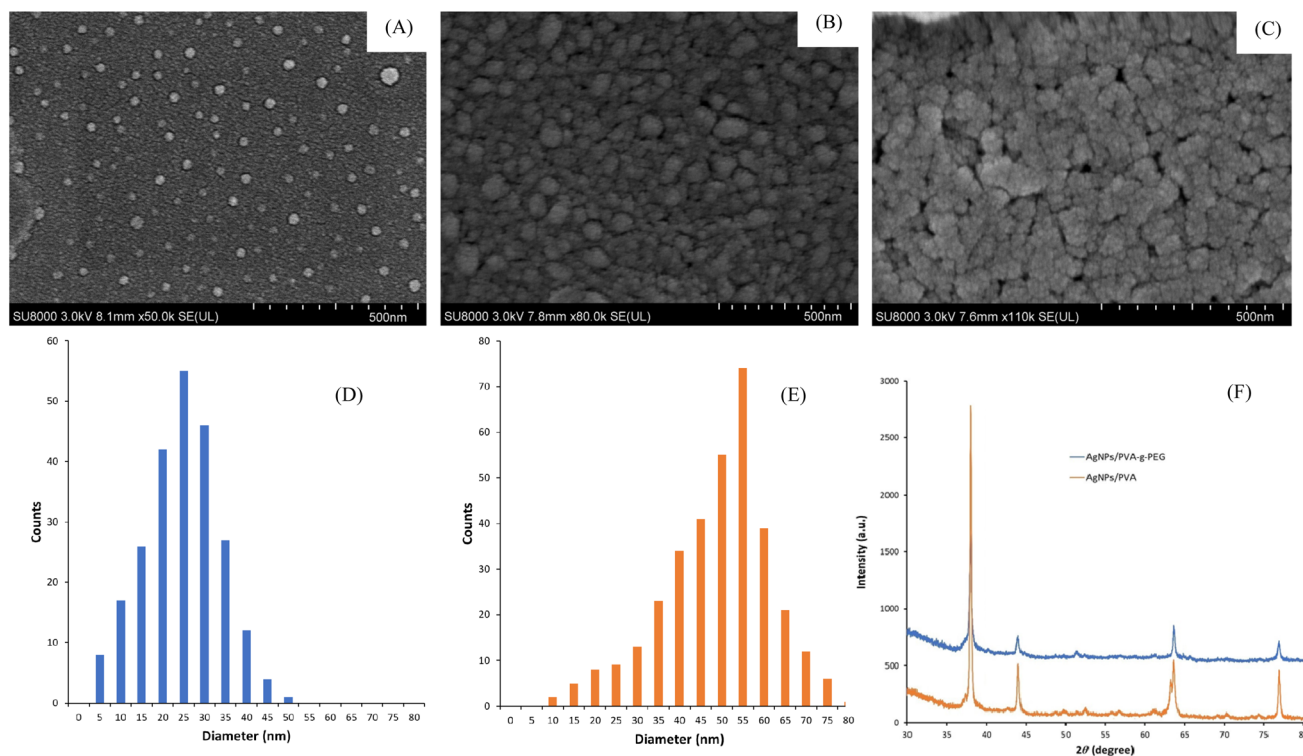 (A)
SU8000 3.0kV 8.1mm x50.0k SE(UL)
500nm
(B)
SU8000 3.0kV 7.8mm x80.0k SE(UL)
500nm
(C)
SU8000 3.0kV 7.6mm x110k SE(UL)
500nm
(D)
Counts
60
50
40
30
20
10
0
0 5 10 15 20 25 30 35 40 45 50 55 60 65 70 75 80
Diameter (nm)
(E)
Counts
80
70
60
50
40
30
20
10
0
0 5 10 15 20 25 30 35 40 45 50 55 60 65 70 75 80
Diameter (nm)
(F)
Intensity (a.u.)
3000
2500
2000
1500
1000
500
0
AgNPs/PVA-g-PEG
AgNPs/PVA
30 35 40 45 50 55 60 65 70 75 80
2θ (degree)